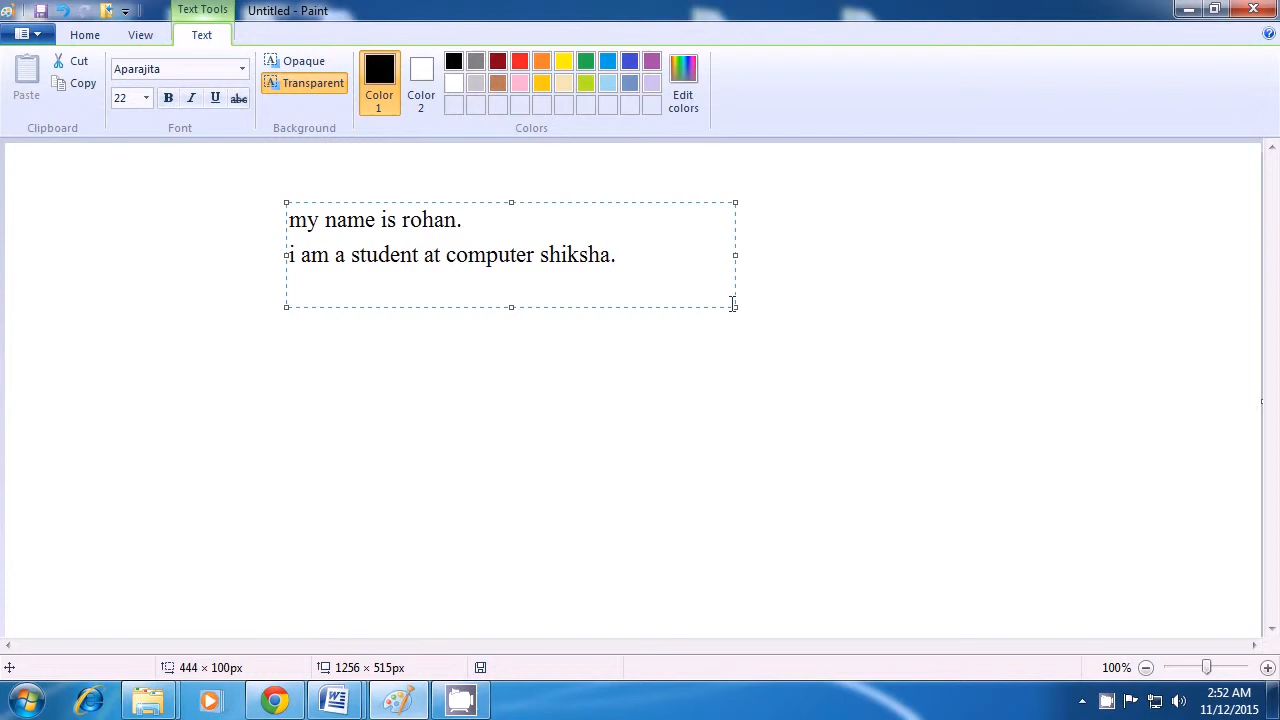 Text Tools
Untitled - Paint
Home View Text
Paste
Cut
Copy
Clipboard
Aparajita
22 B I U abc
Font
Opaque
Transparent
Background
Color 1
Color 2
Edit colors
Colors
my name is rohan.
i am a student at computer shiksha.
444 × 100px
1256 × 515px
100%
2:52 AM
11/12/2015